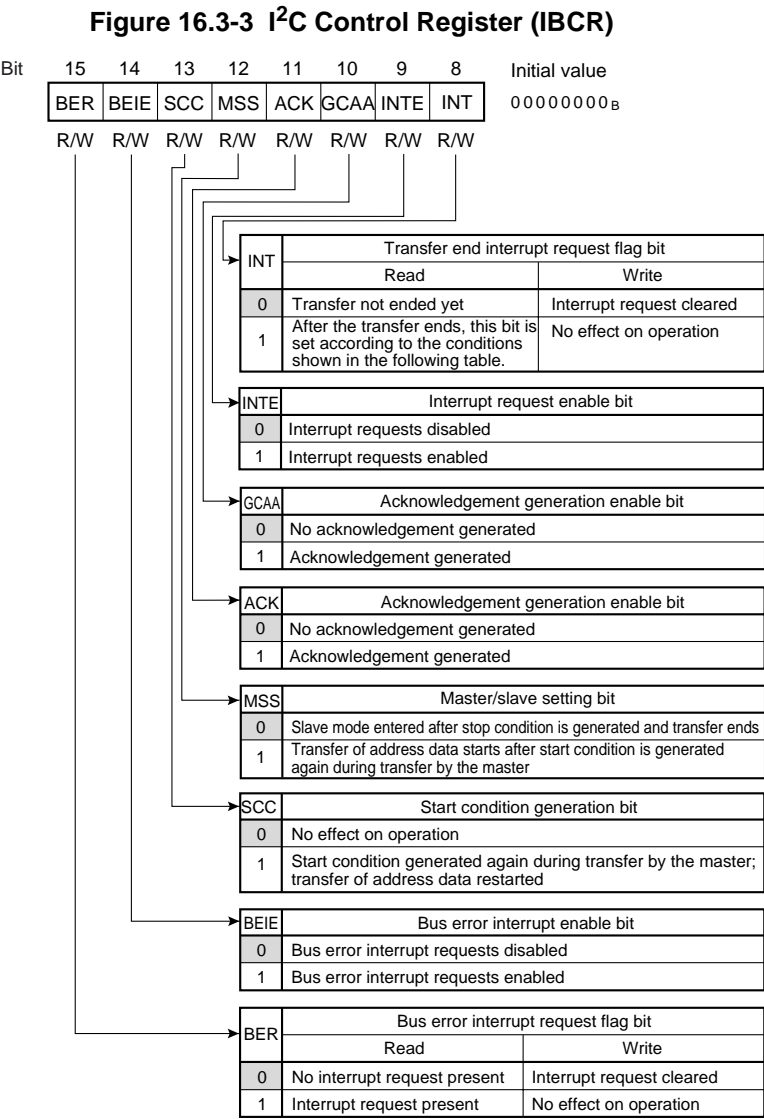 Figure 16.3-3 I2C Control Register (IBCR)
Bit 15 14 13 12 11 10 9 8 Initial value
BER BEIE SCC MSS ACK GCAA INTE INT 00000000B
R/W R/W R/W R/W R/W R/W R/W R/W
INT Transfer end interrupt request flag bit
Read Write
0 Transfer not ended yet Interrupt request cleared
1 After the transfer ends, this bit is No effect on operation
set according to the conditions
shown in the following table.
INTE Interrupt request enable bit
0 Interrupt requests disabled
1 Interrupt requests enabled
GCAA Acknowledgement generation enable bit
0 No acknowledgement generated
1 Acknowledgement generated
ACK Acknowledgement generation enable bit
0 No acknowledgement generated
1 Acknowledgement generated
MSS Master/slave setting bit
0 Slave mode entered after stop condition is generated and transfer ends
1 Transfer of address data starts after start condition is generated
again during transfer by the master
SCC Start condition generation bit
0 No effect on operation
1 Start condition generated again during transfer by the master;
transfer of address data restarted
BEIE Bus error interrupt enable bit
0 Bus error interrupt requests disabled
1 Bus error interrupt requests enabled
BER Bus error interrupt request flag bit
Read Write
0 No interrupt request present Interrupt request cleared
1 Interrupt request present No effect on operation